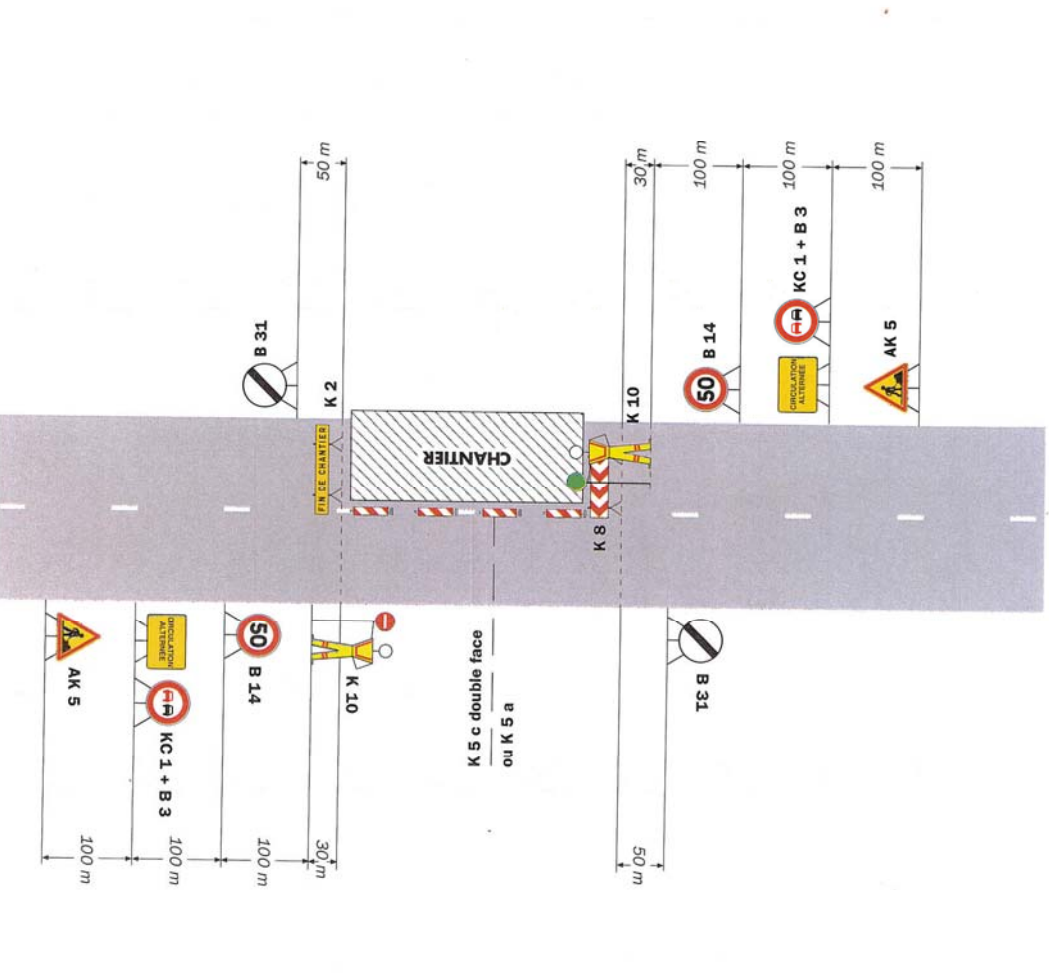 50 m
30 m
100 m
100 m
100 m
B 31
K 2
K 10
B 14
50
KC 1 + B 3
CIRCULATION
ALTERNÉE
AK 5
FIN DE CHANTIER
CHANTIER
K 8
K 5 c double face
ou K 5 a
AK 5
CIRCULATION
ALTERNÉE
KC 1 + B 3
50
B 14
K 10
B 31
100 m
100 m
100 m
30 m
50 m